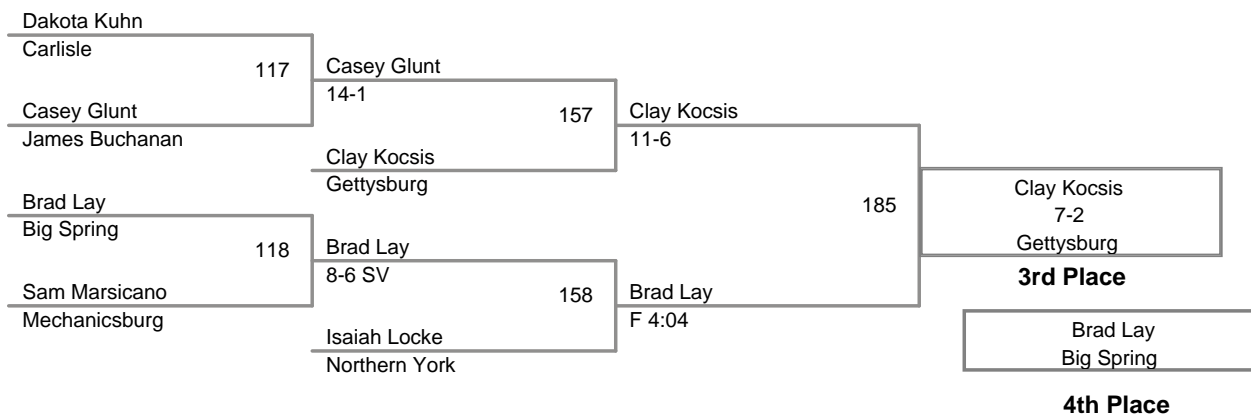 Dakota Kuhn
Carlisle
117
Casey Glunt
14-1
Casey Glunt
James Buchanan
157
Clay Kocsis
11-6
Clay Kocsis
Gettysburg
Brad Lay
Big Spring
118
Brad Lay
8-6 SV
Sam Marsicano
Mechanicsburg
158
Brad Lay
F 4:04
Isaiah Locke
Northern York
185
Clay Kocsis
7-2
Gettysburg
3rd Place
Brad Lay
Big Spring
4th Place